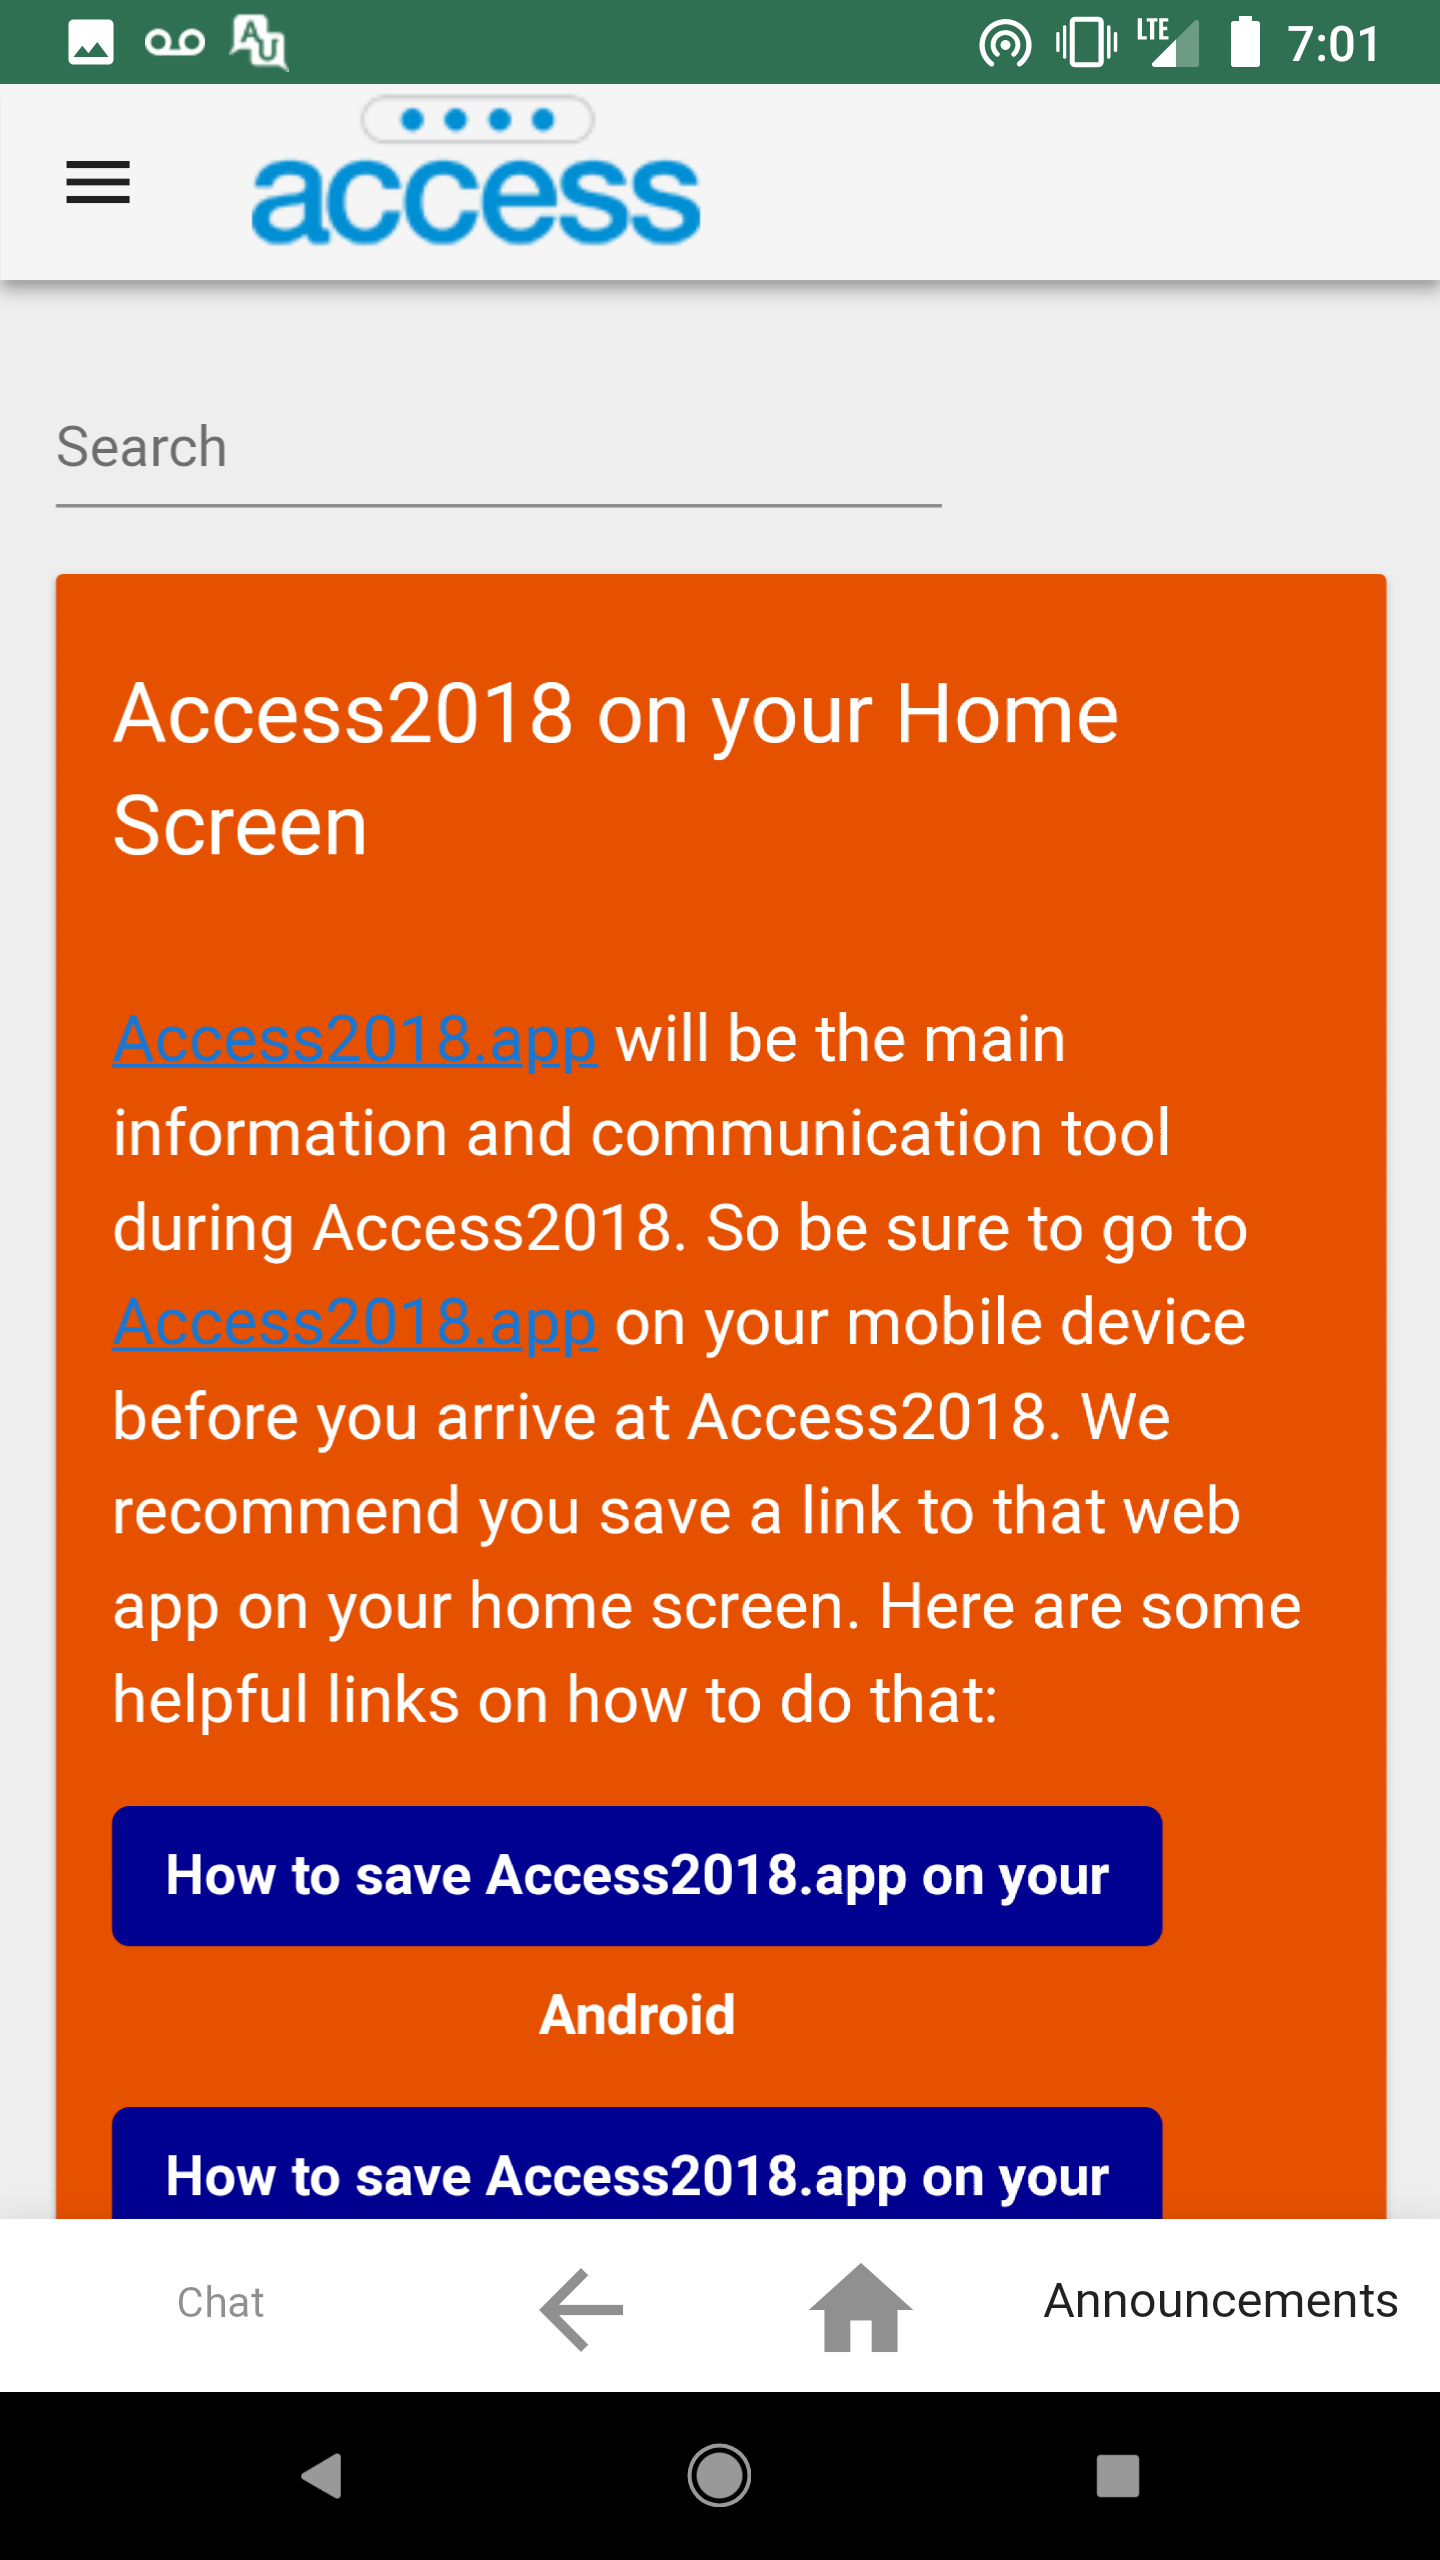 AU
LTE
7:01
access
Search
Access2018 on your Home
Screen
Access2018.app will be the main
information and communication tool
during Access2018. So be sure to go to
Access2018.app on your mobile device
before you arrive at Access2018. We
recommend you save a link to that web
app on your home screen. Here are some
helpful links on how to do that:
How to save Access2018.app on your
Android
How to save Access2018.app on your
Chat
Announcements